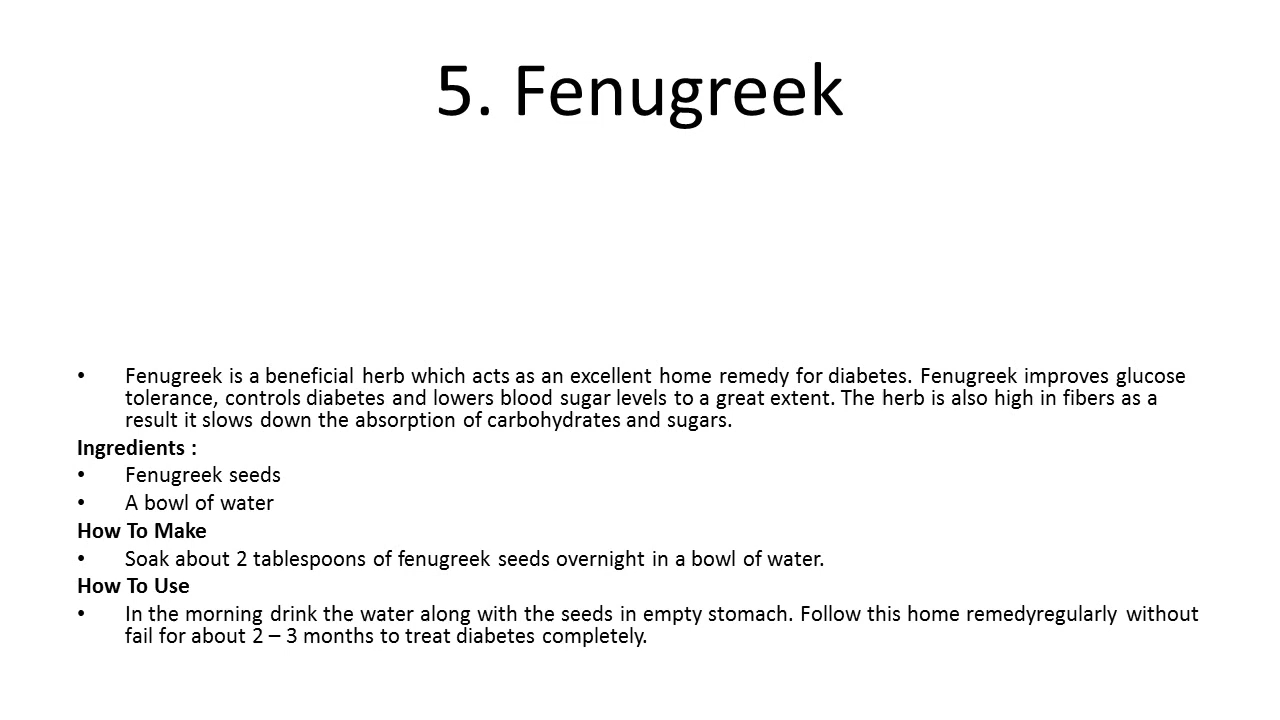 5. Fenugreek
• Fenugreek is a beneficial herb which acts as an excellent home remedy for diabetes. Fenugreek improves glucose
tolerance, controls diabetes and lowers blood sugar levels to a great extent. The herb is also high in fibers as a
result it slows down the absorption of carbohydrates and sugars.
Ingredients :
• Fenugreek seeds
• A bowl of water
How To Make
• Soak about 2 tablespoons of fenugreek seeds overnight in a bowl of water.
How To Use
• In the morning drink the water along with the seeds in empty stomach. Follow this home remedyregularly without
fail for about 2 – 3 months to treat diabetes completely.